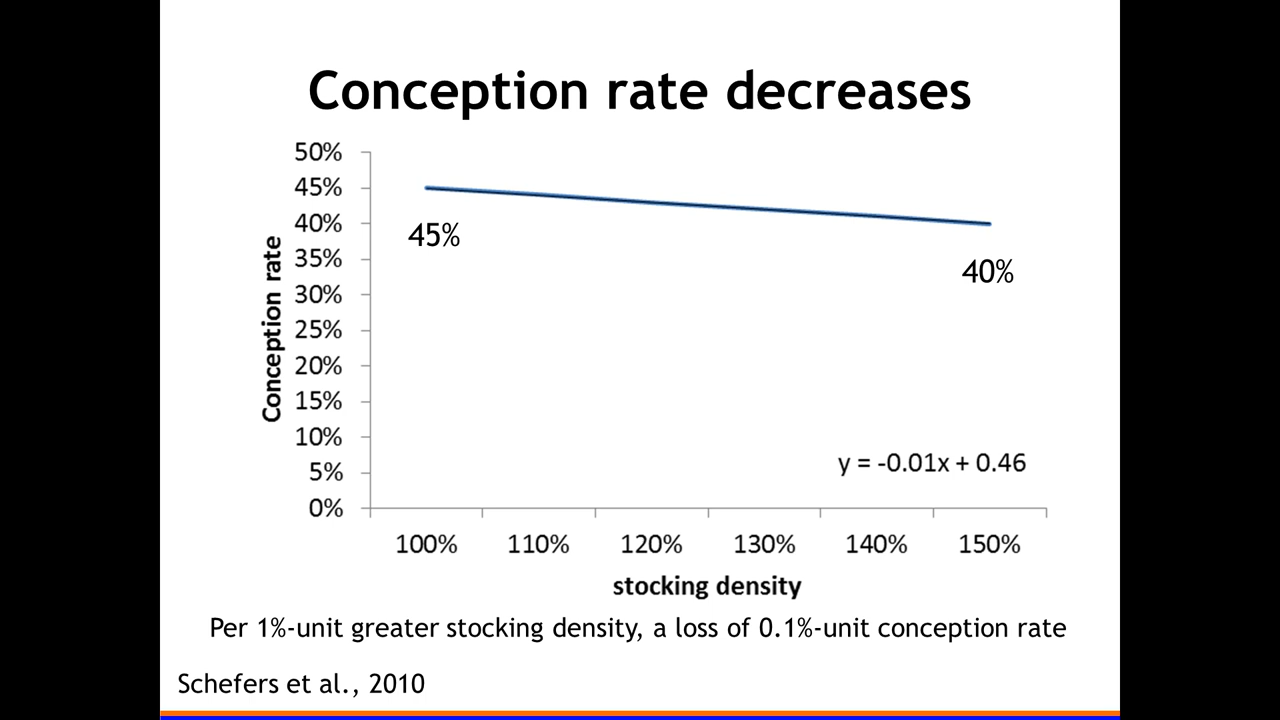 Conception rate decreases
50%
45%
40%
35%
30%
25%
20%
15%
10%
5%
0%
Conception rate
45%
40%
y = -0.01x + 0.46
100% 110% 120% 130% 140% 150%
stocking density
Per 1%-unit greater stocking density, a loss of 0.1%-unit conception rate
Schefers et al., 2010